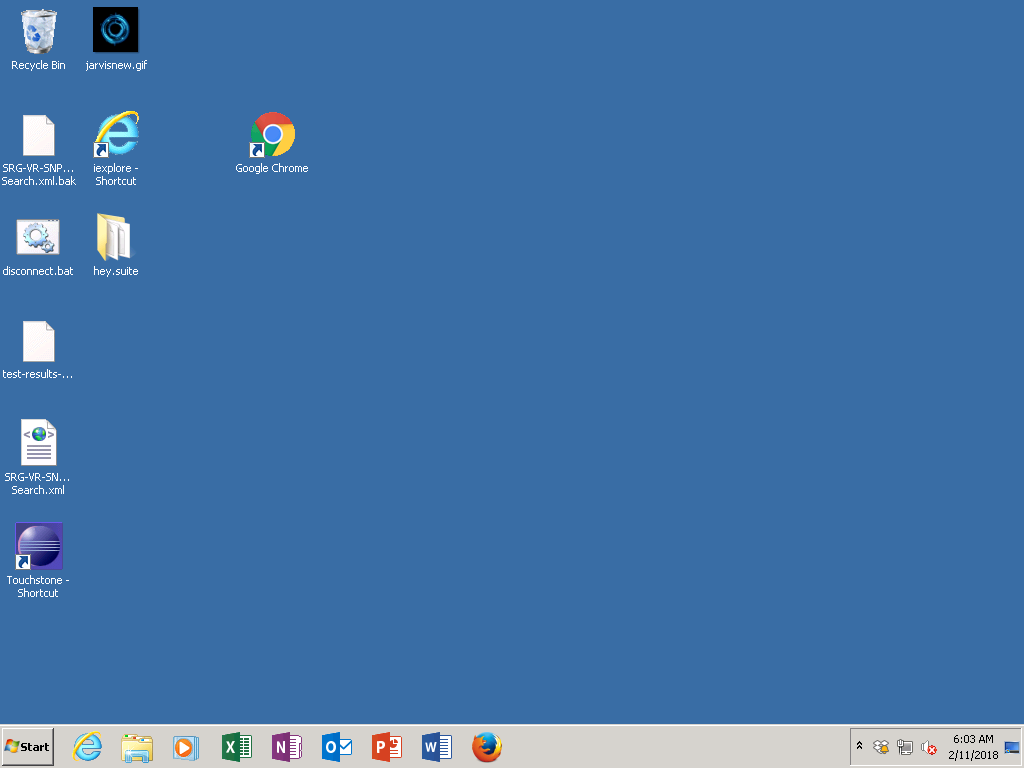 Recycle Bin
jarvisnew.gif
SRG-VR-SNP...
Search.xml.bak
iexplore -
Shortcut
Google Chrome
disconnect.bat
hey.suite
test-results-...
SRG-VR-SN...
Search.xml
Touchstone -
Shortcut
Start
X
N
O
P
W
6:03 AM
2/11/2018